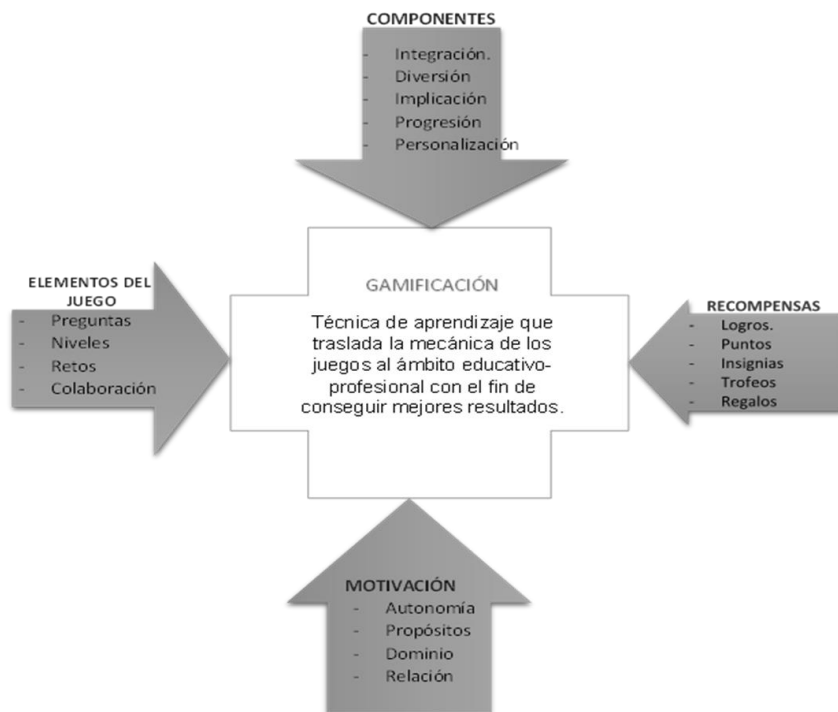 COMPONENTES
- Integración.
- Diversión
- Implicación
- Progresión
- Personalización
GAMIFICACIÓN
Técnica de aprendizaje que
traslada la mecánica de los
juegos al ámbito educativo-
profesional con el fin de
conseguir mejores resultados.
ELEMENTOS DEL
JUEGO
- Preguntas
- Niveles
- Retos
- Colaboración
RECOMPENSAS
- Logros.
- Puntos
- Insignias
- Trofeos
- Regalos
MOTIVACIÓN
- Autonomía
- Propósitos
- Dominio
- Relación